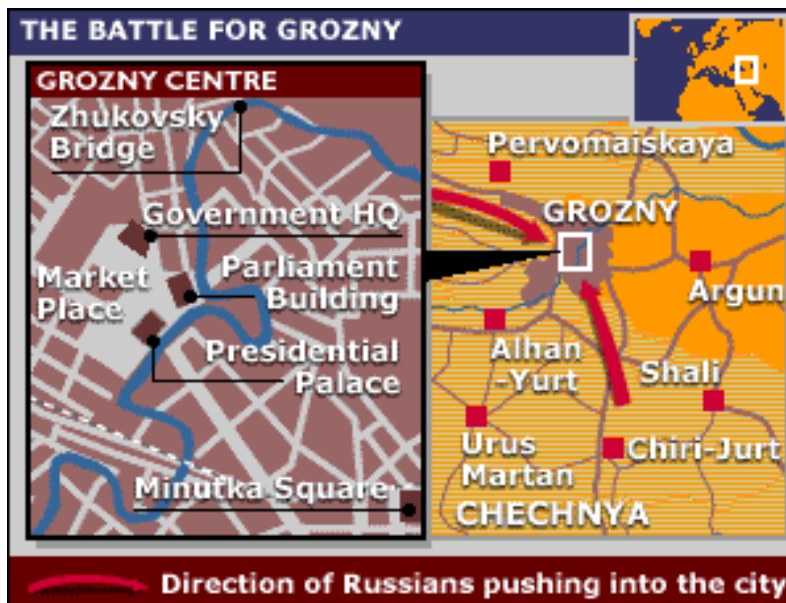 THE BATTLE FOR GROZNY
GROZNY CENTRE
Zhukovsky
Bridge
Government HQ
Market
Place
Parliament
Building
Presidential
Palace
Minutka Square
Pervomaiskaya
GROZNY
Argun
Alhan
-Yurt
Shali
Urus
Martan
Chiri-Jurt
CHECHNYA
Direction of Russians pushing into the city